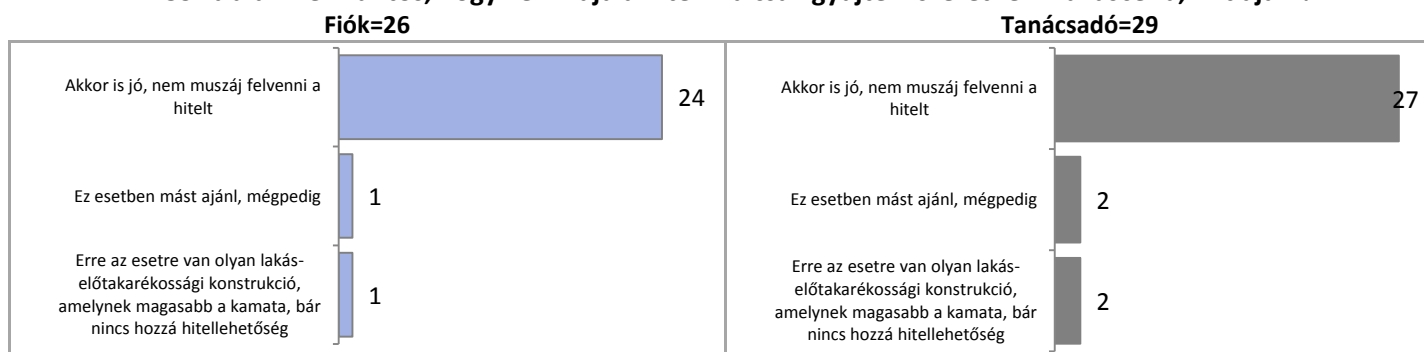 Fiók=26
Tanácsadó=29
Akkor is jó, nem muszáj felvenni a
hitelt
24
Ez esetben mást ajánl, mégpedig
1
Erre az esetre van olyan lakás-
előtakarékossági konstrukció,
amelynek magasabb a kamata, bár
nincs hozzá hitellehetőség
1
Akkor is jó, nem muszáj felvenni a
hitelt
27
Ez esetben mást ajánl, mégpedig
2
Erre az esetre van olyan lakás-
előtakarékossági konstrukció,
amelynek magasabb a kamata, bár
nincs hozzá hitellehetőség
2